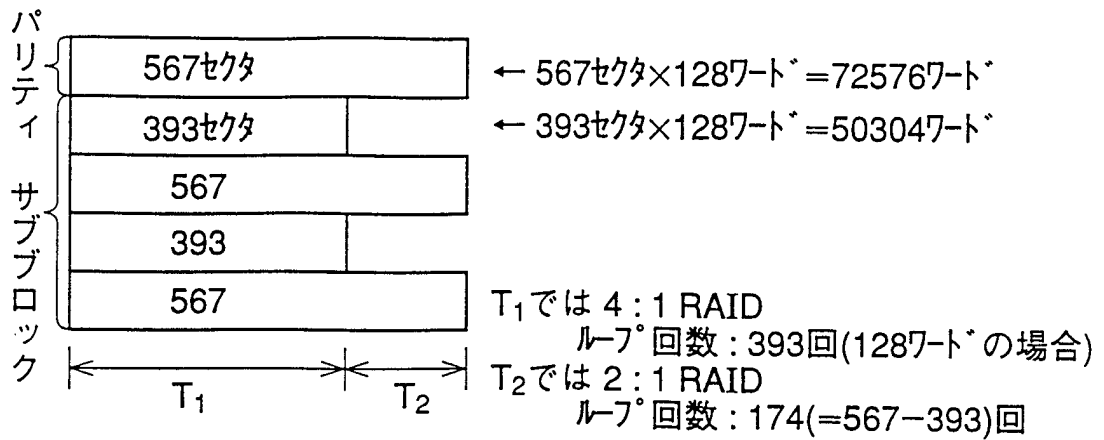 パリティ
サブブロック
567ｾｸﾀ
← 567ｾｸﾀ×128ﾜｰﾄﾞ=72576ﾜｰﾄﾞ
393ｾｸﾀ
← 393ｾｸﾀ×128ﾜｰﾄﾞ=50304ﾜｰﾄﾞ
567
393
567
T₁
T₂
T₁では 4 : 1 RAID
ﾙｰﾌﾟ回数 : 393回(128ﾜｰﾄﾞの場合)
T₂では 2 : 1 RAID
ﾙｰﾌﾟ回数 : 174(=567−393)回